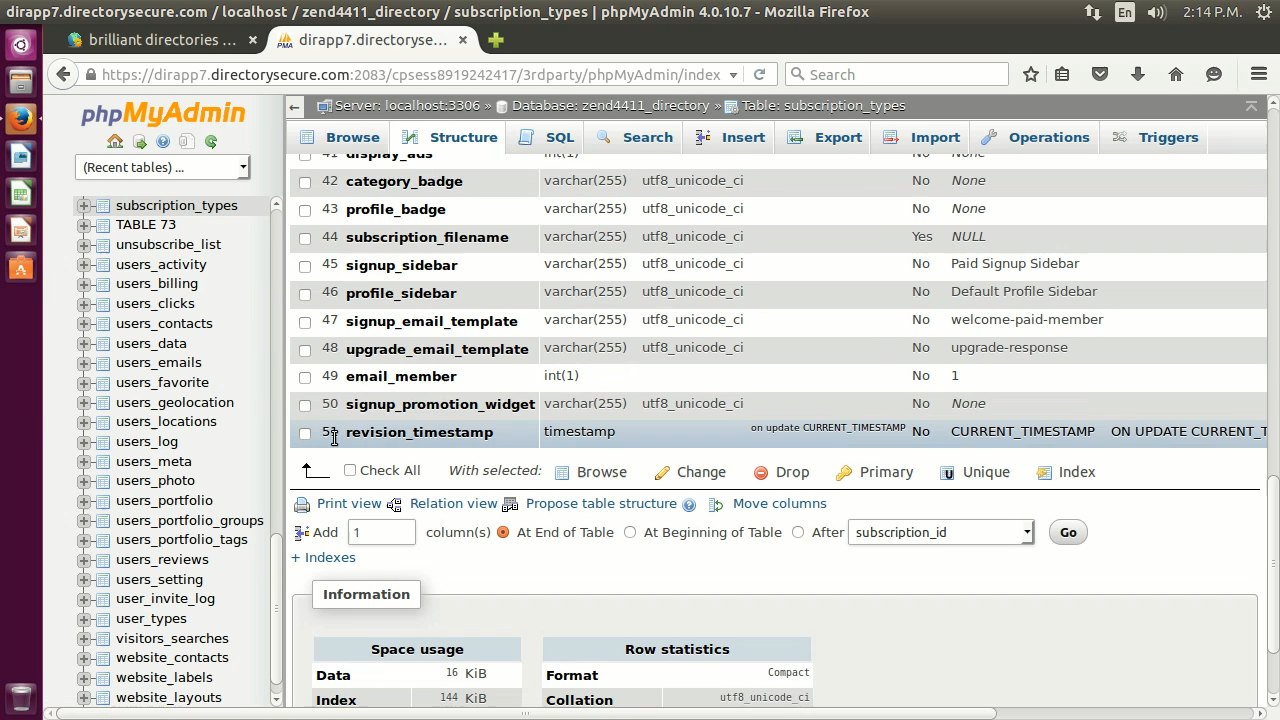 dirapp7.directorysecure.com / localhost / zend4411_directory / subscription_types | phpMyAdmin 4.0.10.7 - Mozilla Firefox
En
2:14 P.M.
brilliant directories ...
dirapp7.directoryse...
https://dirapp7.directorysecure.com:2083/cpsess8919242417/3rdparty/phpMyAdmin/index
Search
phpMyAdmin
(Recent tables) ...
subscription_types
TABLE 73
unsubscribe_list
users_activity
users_billing
users_clicks
users_contacts
users_data
users_emails
users_favorite
users_geolocation
users_locations
users_log
users_meta
users_photo
users_portfolio
users_portfolio_groups
users_portfolio_tags
users_reviews
users_setting
user_invite_log
user_types
visitors_searches
website_contacts
website_labels
website_layouts
Server: localhost:3306 » Database: zend4411_directory » Table: subscription_types
Browse Structure SQL Search Insert Export Import Operations Triggers
41 display_ads int(1) No None
42 category_badge varchar(255) utf8_unicode_ci No None
43 profile_badge varchar(255) utf8_unicode_ci No None
44 subscription_filename varchar(255) utf8_unicode_ci Yes NULL
45 signup_sidebar varchar(255) utf8_unicode_ci No Paid Signup Sidebar
46 profile_sidebar varchar(255) utf8_unicode_ci No Default Profile Sidebar
47 signup_email_template varchar(255) utf8_unicode_ci No welcome-paid-member
48 upgrade_email_template varchar(255) utf8_unicode_ci No upgrade-response
49 email_member int(1) No 1
50 signup_promotion_widget varchar(255) utf8_unicode_ci No None
51 revision_timestamp timestamp on update CURRENT_TIMESTAMP No CURRENT_TIMESTAMP ON UPDATE CURRENT_T
Check All With selected: Browse Change Drop Primary Unique Index
Print view Relation view Propose table structure Move columns
Add 1 column(s) At End of Table At Beginning of Table After subscription_id Go
+ Indexes
Information
Space usage
Data 16 KiB
Index 144 KiB
Row statistics
Format Compact
Collation utf8_unicode_ci